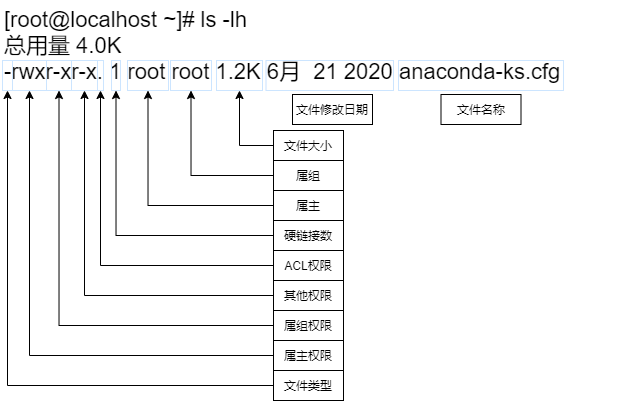 [root@localhost ~]# ls -lh
总用量 4.0K
-rwxr-xr-x. 1 root root 1.2K 6月 21 2020 anaconda-ks.cfg
文件修改日期 文件名称
文件大小
属组
属主
硬链接数
ACL权限
其他权限
属组权限
属主权限
文件类型